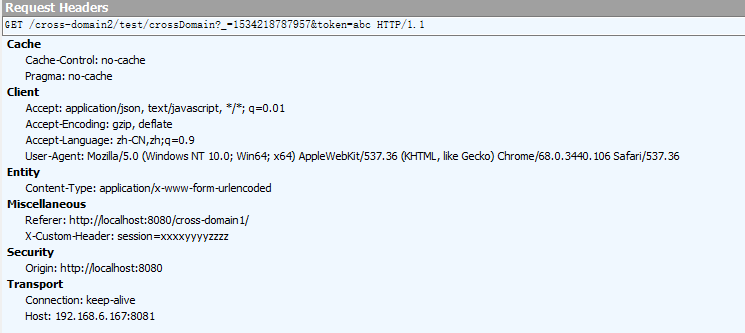 Request Headers
GET /cross-domain2/test/crossDomain?_=1534218787957&token=abc HTTP/1.1
Cache
Cache-Control: no-cache
Pragma: no-cache
Client
Accept: application/json, text/javascript, */*; q=0.01
Accept-Encoding: gzip, deflate
Accept-Language: zh-CN,zh;q=0.9
User-Agent: Mozilla/5.0 (Windows NT 10.0; Win64; x64) AppleWebKit/537.36 (KHTML, like Gecko) Chrome/68.0.3440.106 Safari/537.36
Entity
Content-Type: application/x-www-form-urlencoded
Miscellaneous
Referer: http://localhost:8080/cross-domain1/
X-Custom-Header: session=xxxxyyyyzzzz
Security
Origin: http://localhost:8080
Transport
Connection: keep-alive
Host: 192.168.6.167:8081